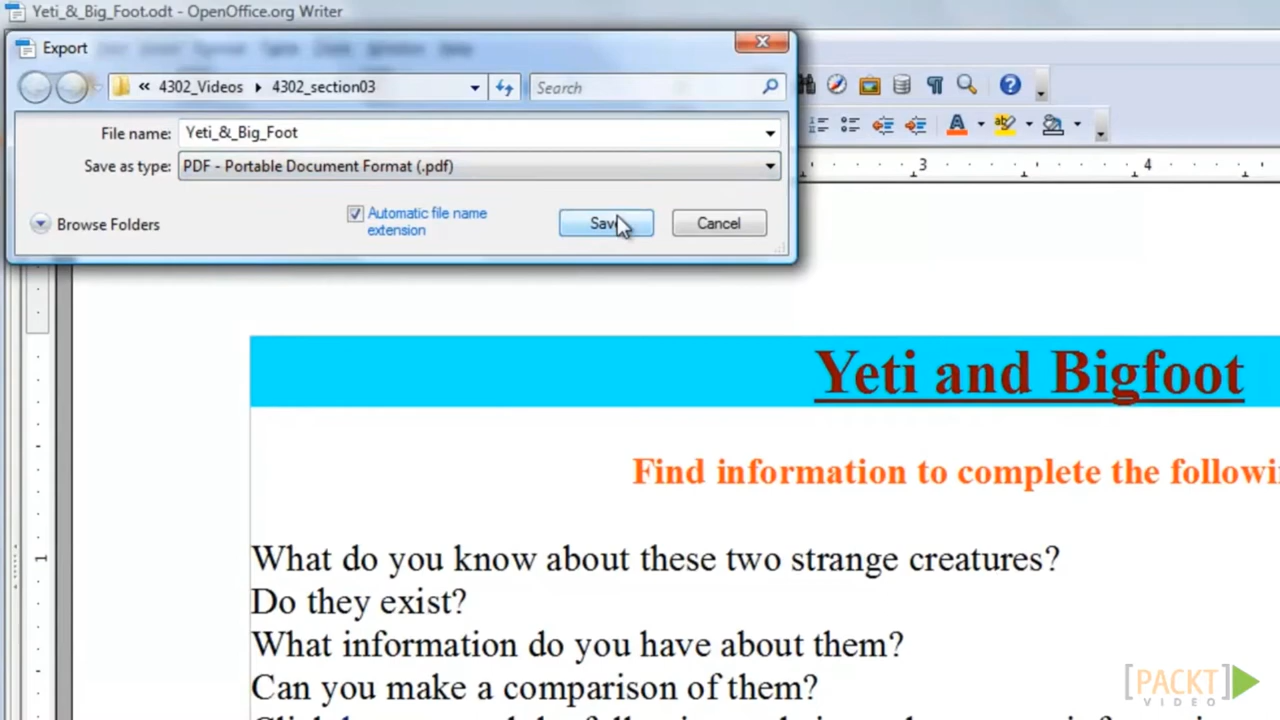 Yeti_&_Big_Foot.odt - OpenOffice.org Writer
Export
« 4302_Videos 4302_section03
Search
File name: Yeti_&_Big_Foot
Save as type: PDF - Portable Document Format (.pdf)
Browse Folders
Automatic file name
extension
Save
Cancel
3 4
1
Yeti and Bigfoot
Find information to complete the
What do you know about these two strange creatures?
Do they exist?
What information do you have about them?
Can you make a comparison of them?
[PACKT]
VIDEO